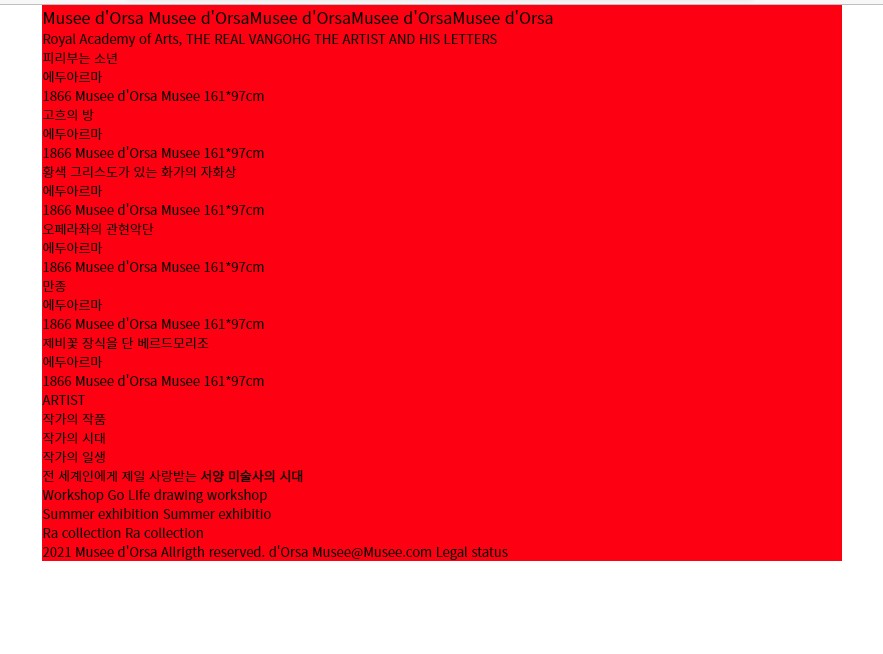 Musee d'Orsa Musee d'OrsaMusee d'OrsaMusee d'OrsaMusee d'Orsa
Royal Academy of Arts, THE REAL VANGOHG THE ARTIST AND HIS LETTERS
피리부는 소년
에두아르마
1866 Musee d'Orsa Musee 161*97cm
고흐의 방
에두아르마
1866 Musee d'Orsa Musee 161*97cm
황색 그리스도가 있는 화가의 자화상
에두아르마
1866 Musee d'Orsa Musee 161*97cm
오페라좌의 관현악단
에두아르마
1866 Musee d'Orsa Musee 161*97cm
만종
에두아르마
1866 Musee d'Orsa Musee 161*97cm
제비꽃 장식을 단 베르드모리조
에두아르마
1866 Musee d'Orsa Musee 161*97cm
ARTIST
작가의 작품
작가의 시대
작가의 일생
전 세계인에게 제일 사랑받는 서양 미술사의 시대
Workshop Go Life drawing workshop
Summer exhibition Summer exhibitio
Ra collection Ra collection
2021 Musee d'Orsa Allrigth reserved. d'Orsa Musee@Musee.com Legal status